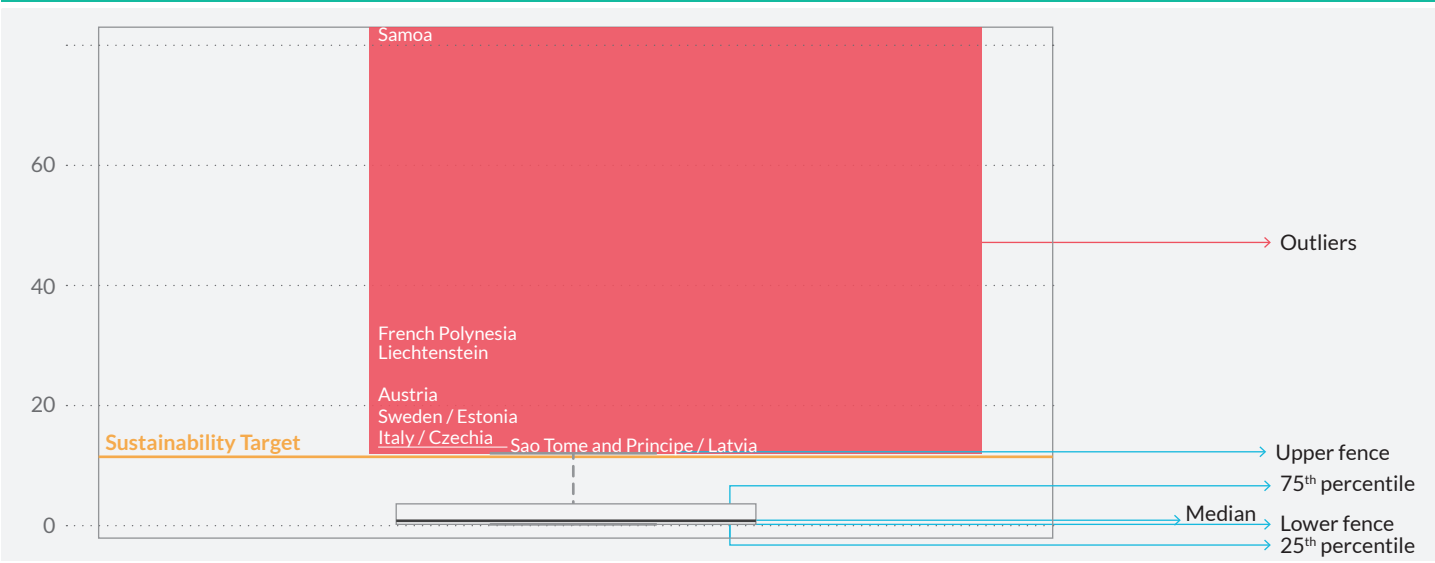 Samoa
60
Outliers
40
French Polynesia
Liechtenstein
Austria
20
Sweden / Estonia
Italy / Czechia
Sao Tome and Principe / Latvia
Sustainability Target
Upper fence
75th percentile
Median
0
Lower fence
25th percentile